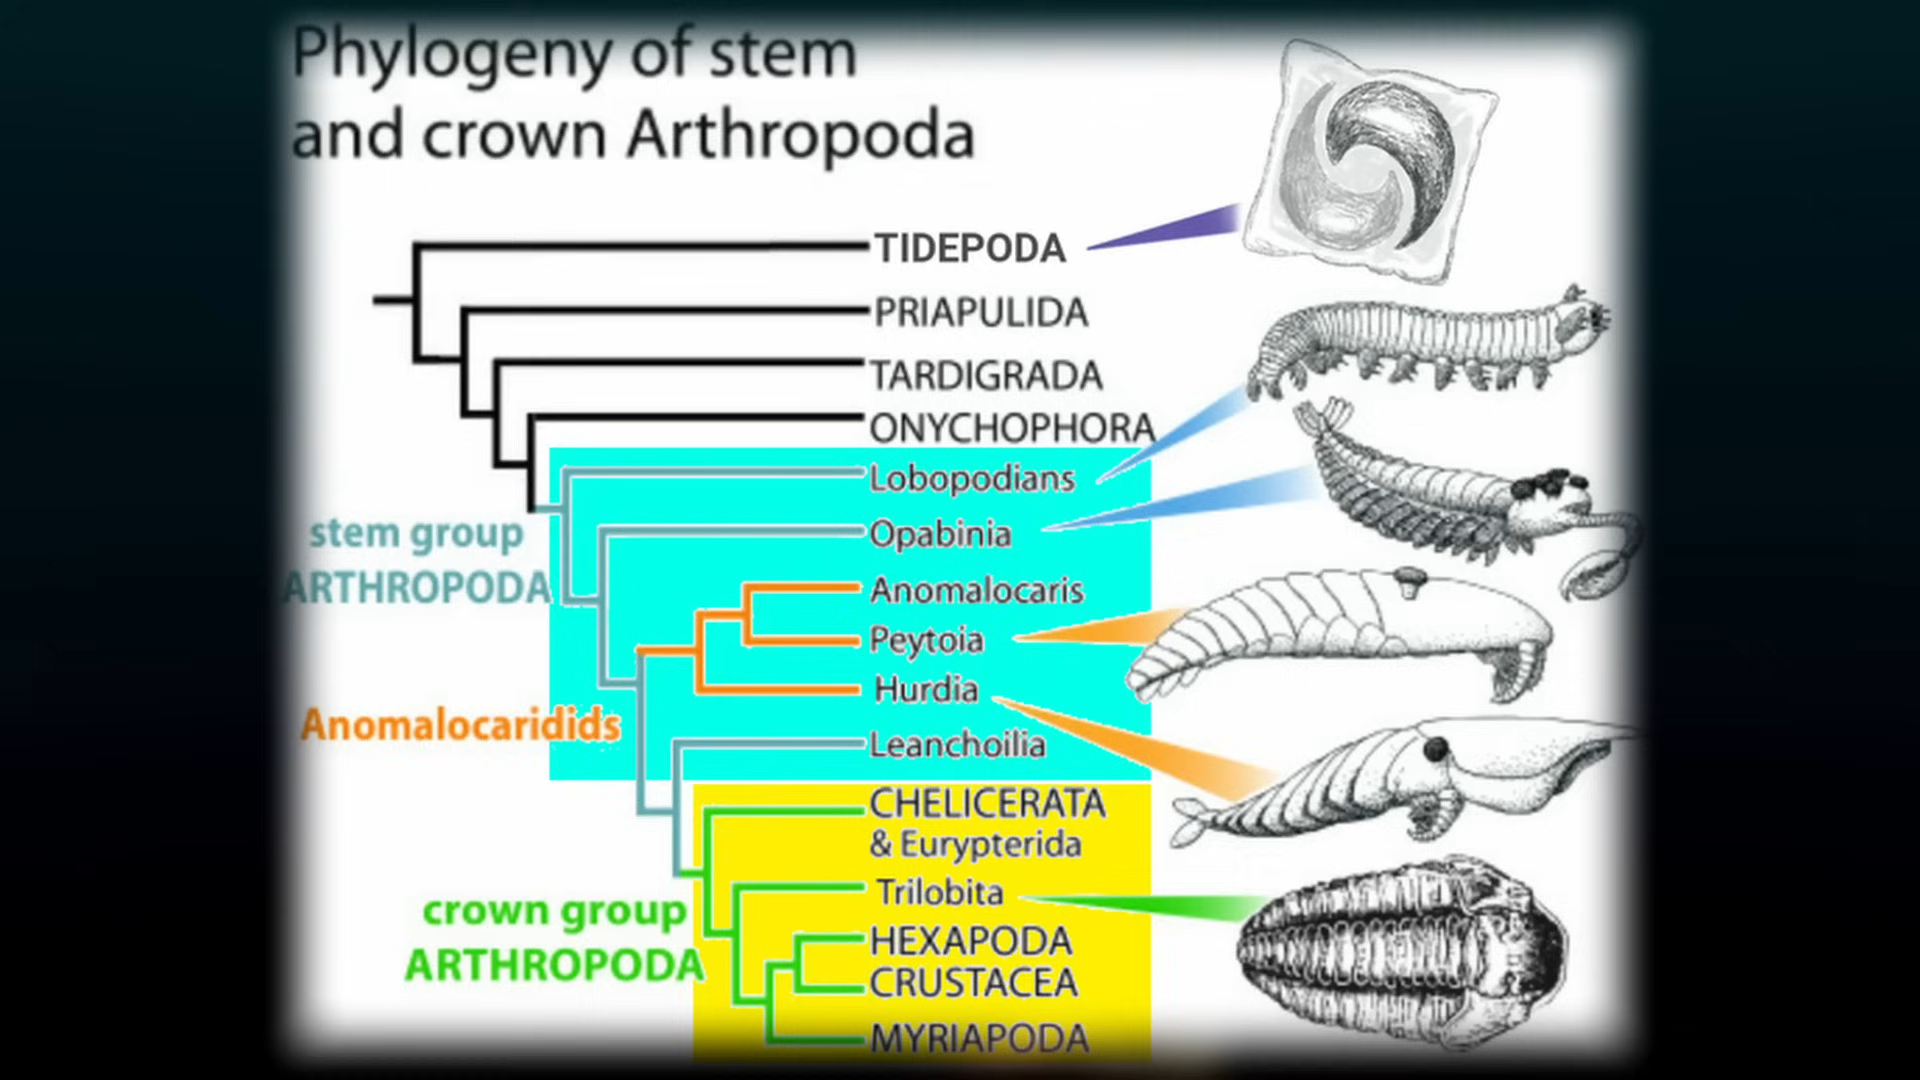 Phylogeny of stem
and crown Arthropoda
TIDEPODA
PRIAPULIDA
TARDIGRADA
ONYCHOPHORA
Lobopodians
stem group
ARTHROPODA
Opabinia
Anomalocaris
Peytoia
Hurdia
Anomalocaridids
Leanchoilia
CHELICERATA
& Eurypterida
Trilobita
crown group
ARTHROPODA
HEXAPODA
CRUSTACEA
MYRIAPODA